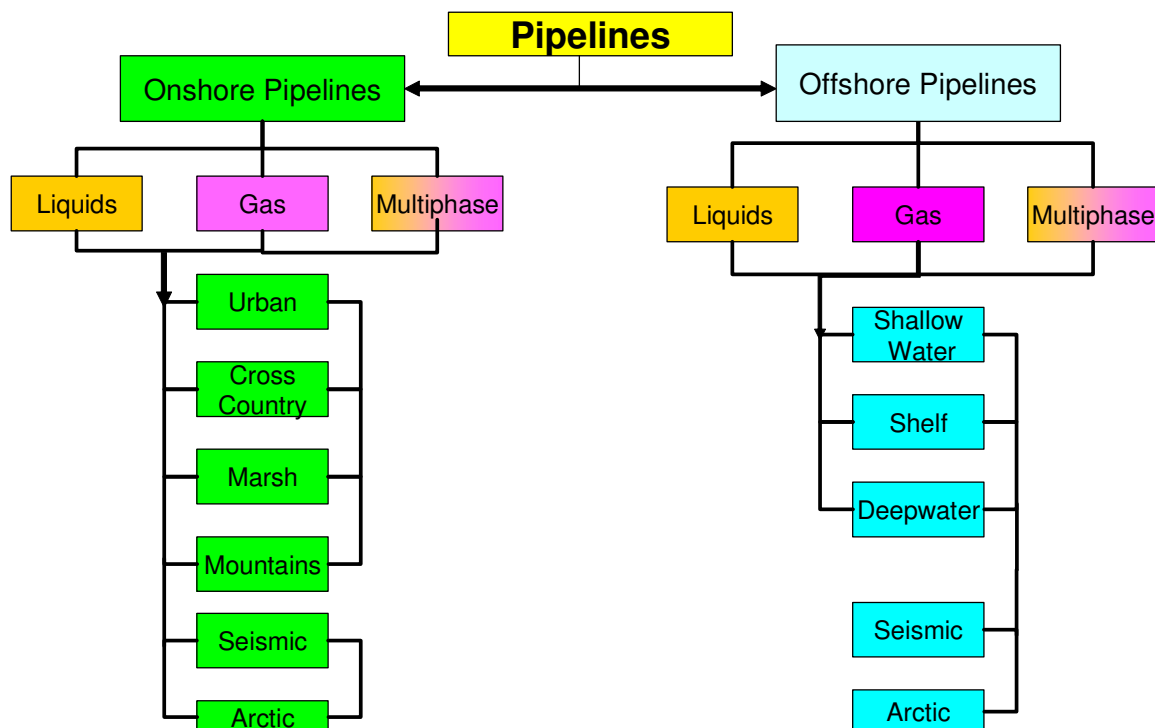 Pipelines
Onshore Pipelines
Offshore Pipelines
Liquids
Gas
Multiphase
Liquids
Gas
Multiphase
Urban
Cross
Country
Marsh
Mountains
Seismic
Arctic
Shallow
Water
Shelf
Deepwater
Seismic
Arctic